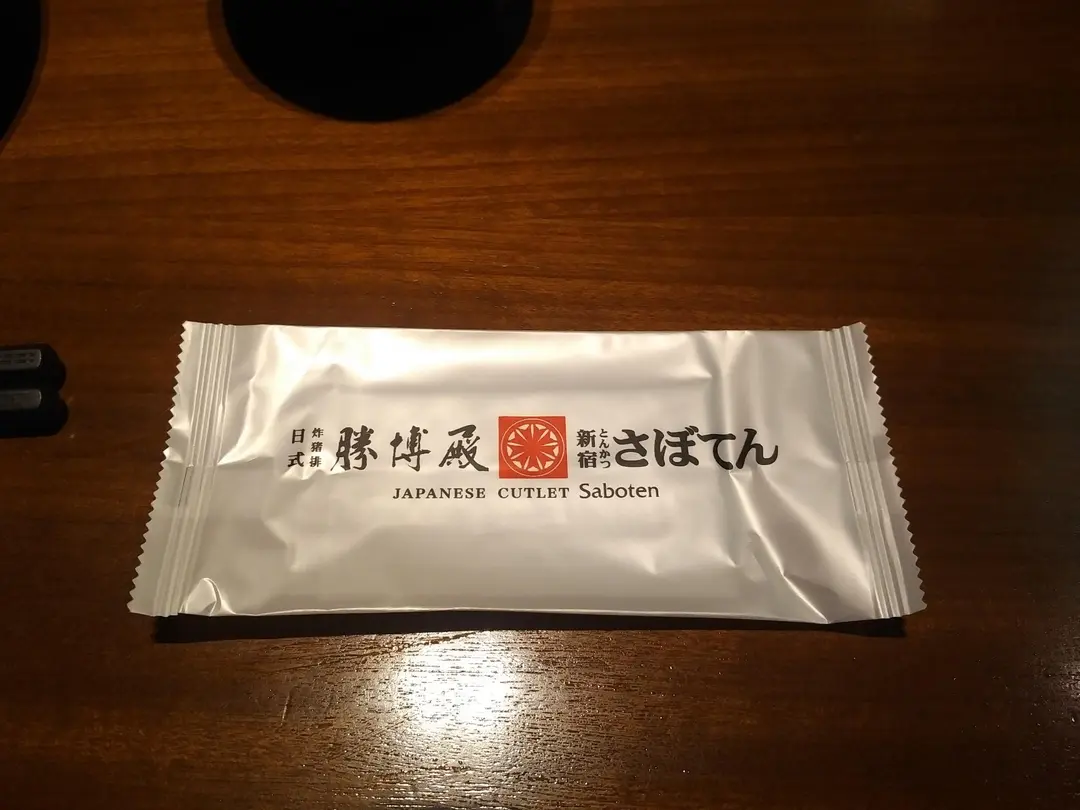 日式 炸豬排 勝博殿 新宿 とんかつ さぼてん
JAPANESE CUTLET Saboten